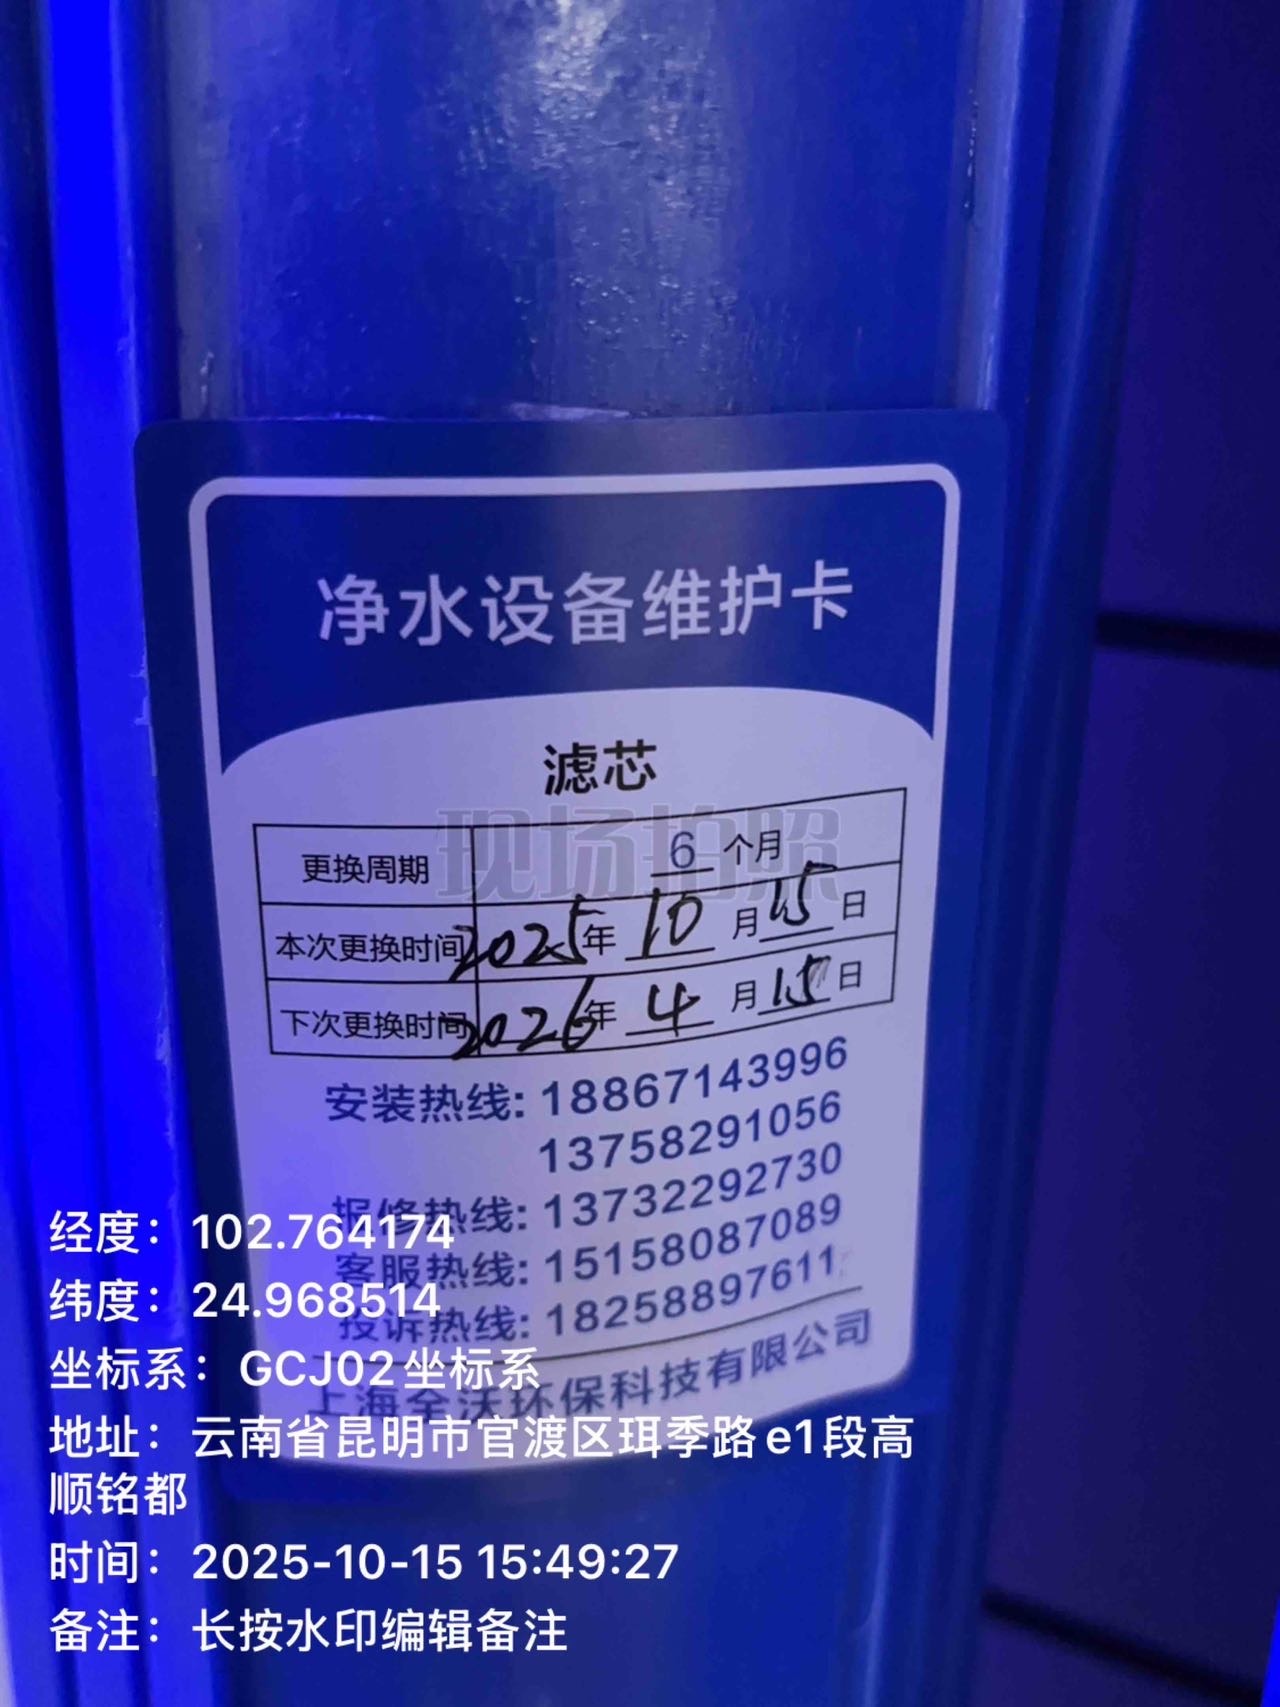 净水设备维护卡
滤芯
现场拍照
更换周期 6 个月
本次更换时间 2025年 10 月 15 日
下次更换时间 2026年 4 月 15 日
安装热线: 18867143996
13758291056
报修热线: 13732292730
客服热线: 15158087089
投诉热线: 18258897611
上海全沃环保科技有限公司
经度：102.764174
纬度：24.968514
坐标系：GCJ02坐标系
地址：云南省昆明市官渡区珥季路e1段高
顺铭都
时间：2025-10-15 15:49:27
备注：长按水印编辑备注